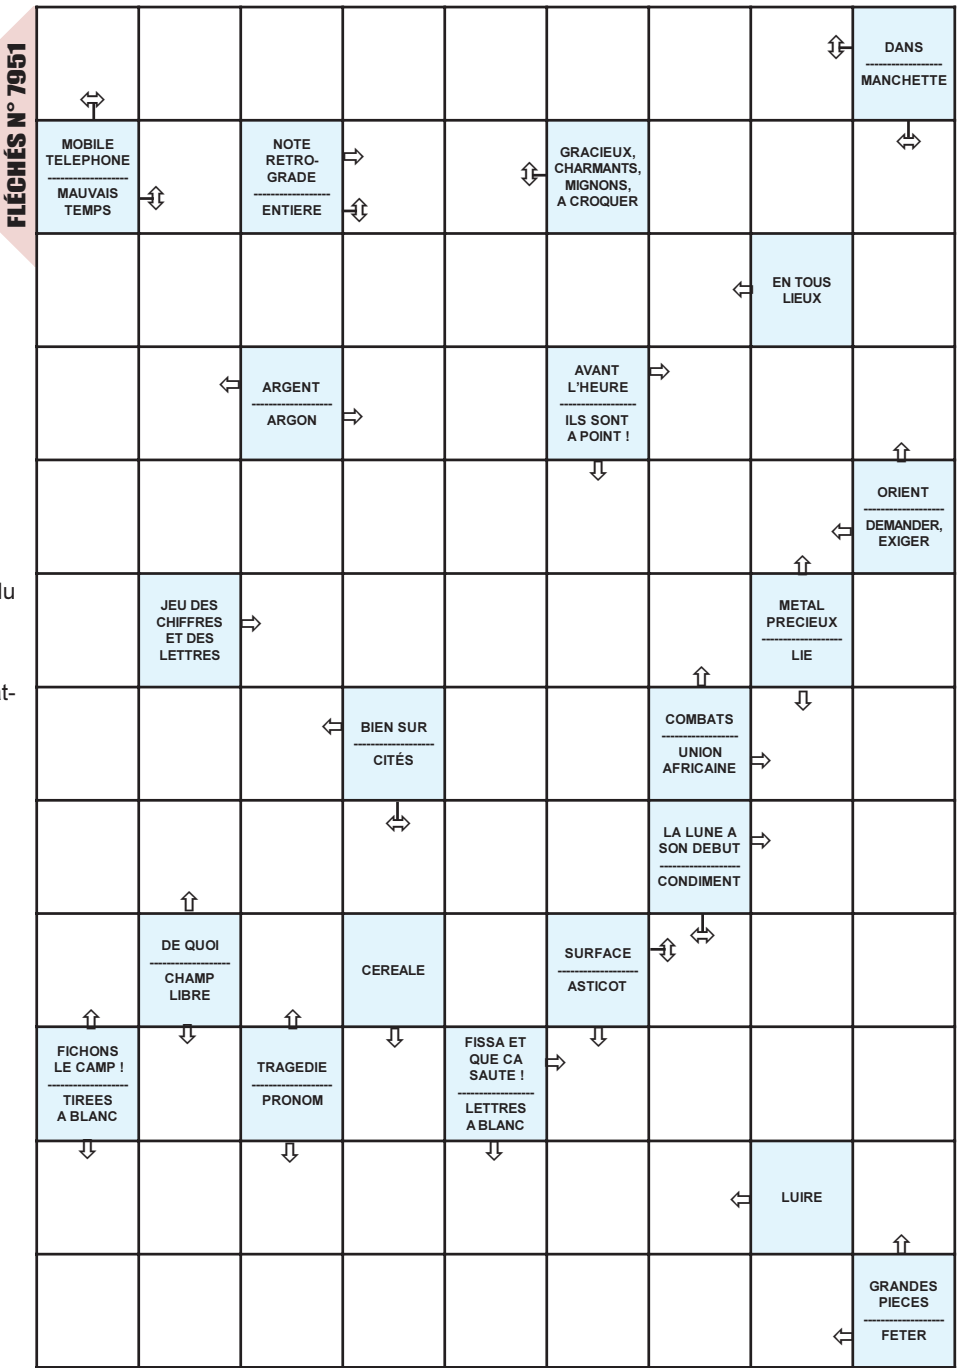 FLÉCHÉS N° 7951
DANS
MANCHETTE
MOBILE
TELEPHONE
MAUVAIS
TEMPS
NOTE
RETRO-
GRADE
ENTIERE
GRACIEUX,
CHARMANTS,
MIGNONS,
A CROQUER
EN TOUS
LIEUX
ARGENT
ARGON
AVANT
L'HEURE
ILS SONT
A POINT !
ORIENT
DEMANDER,
EXIGER
JEU DES
CHIFFRES
ET DES
LETTRES
METAL
PRECIEUX
LIE
BIEN SUR
CITÉS
COMBATS
UNION
AFRICAINE
LA LUNE A
SON DEBUT
CONDIMENT
DE QUOI
CHAMP
LIBRE
CEREALE
SURFACE
ASTICOT
FICHONS
LE CAMP !
TIREES
A BLANC
TRAGEDIE
PRONOM
FISSA ET
QUE CA
SAUTE !
LETTRES
A BLANC
LUIRE
GRANDES
PIECES
FETER